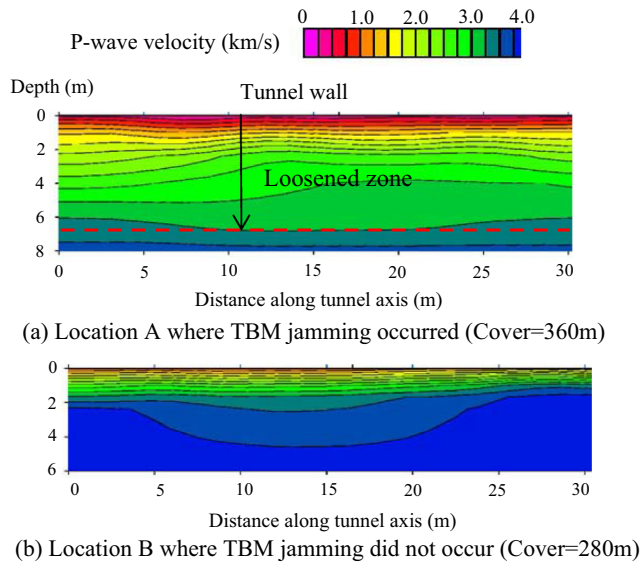 0 1.0 2.0 3.0 4.0
P-wave velocity (km/s)
Depth (m)
Tunnel wall
0
2
4
6
8
Loosened zone
0 5 10 15 20 25 30
Distance along tunnel axis (m)
(a) Location A where TBM jamming occurred (Cover=360m)
0
2
4
6
0 5 10 15 20 25 30
Distance along tunnel axis (m)
(b) Location B where TBM jamming did not occur (Cover=280m)